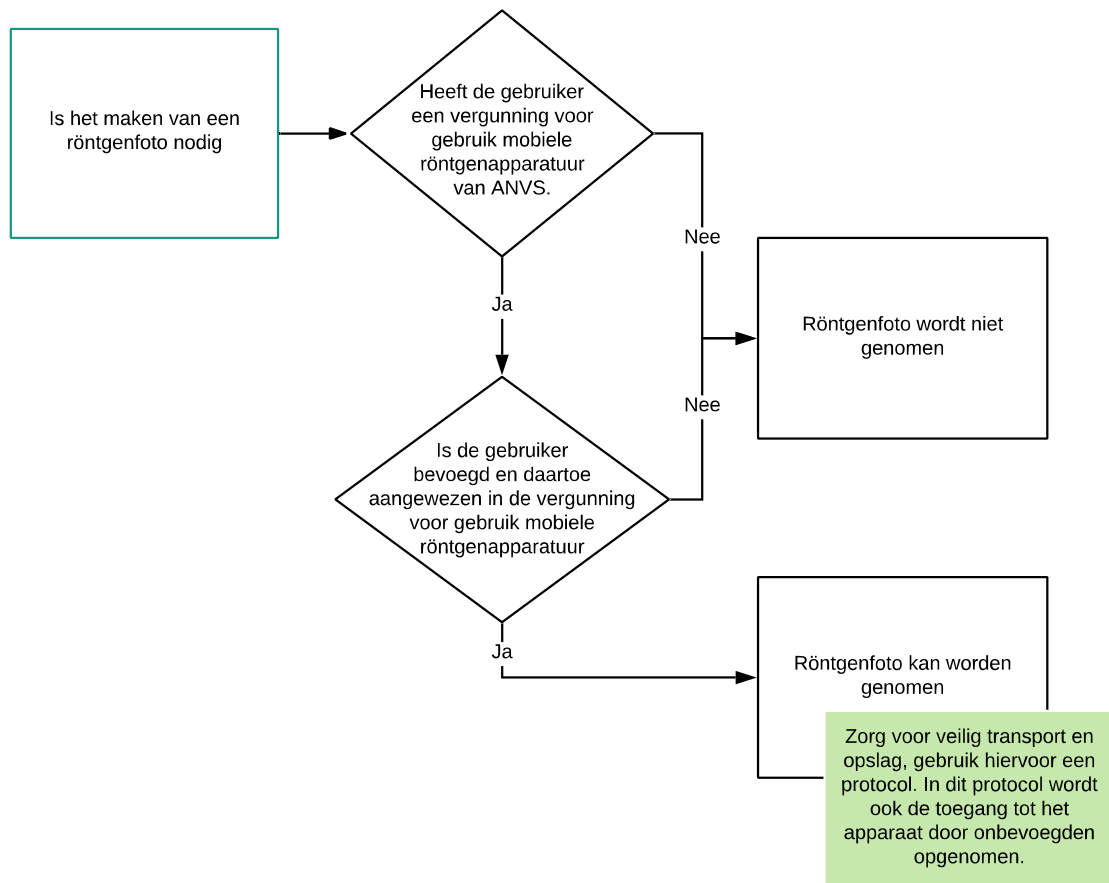 Is het maken van een
röntgenfoto nodig
Heeft de gebruiker
een vergunning voor
gebruik mobiele
röntgenapparatuur
van ANVS.
Nee
Ja
Röntgenfoto wordt niet
genomen
Nee
Is de gebruiker
bevoegd en daartoe
aangewezen in de vergunning
voor gebruik mobiele
röntgenapparatuur
Ja
Röntgenfoto kan worden
genomen
Zorg voor veilig transport en
opslag, gebruik hiervoor een
protocol. In dit protocol wordt
ook de toegang tot het
apparaat door onbevoegden
opgenomen.